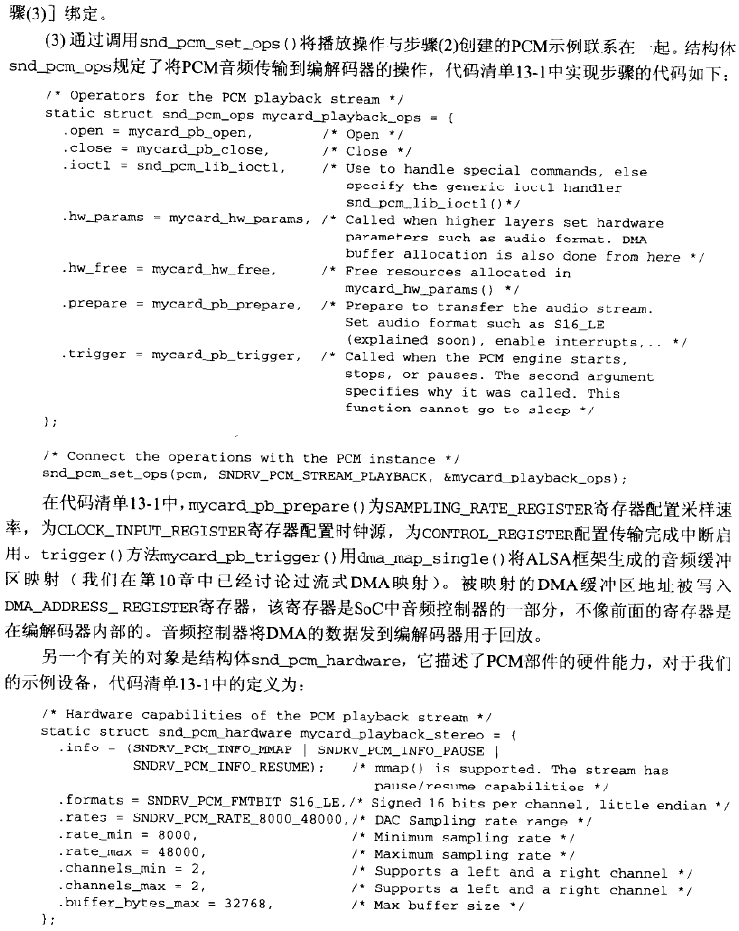 骤(3)］绑定。
(3) 通过调用snd_pcm_set_ops()将播放操作与步骤(2)创建的PCM示例联系在一起。结构体
snd_pcm_ops规定了将PCM音频传输到编解码器的操作，代码清单13-1中实现步骤的代码如下：
/* Operators for the PCM playback stream */
static struct snd_pcm_ops mycard_playback_ops = {
.open = mycard_pb_open, /* Open */
.close = mycard_pb_close, /* Close */
.ioctl = snd_pcm_lib_ioctl, /* Use to handle special commands, else
specify the generic ioctl handler
snd_pcm_lib_ioctl()*/
.hw_params = mycard_hw_params, /* Called when higher layers set hardware
parameters such as audio format. DMA
buffer allocation is also done from here */
.hw_free = mycard_hw_free, /* Free resources allocated in
mycard_hw_params() */
.prepare = mycard_pb_prepare, /* Prepare to transfer the audio stream.
Set audio format such as S16_LE
(explained soon), enable interrupts,.. */
.trigger = mycard_pb_trigger, /* Called when the PCM engine starts,
stops, or pauses. The second argument
specifies why it was called. This
function cannot go to sleep */
};
/* Connect the operations with the PCM instance */
snd_pcm_set_ops(pcm, SNDRV_PCM_STREAM_PLAYBACK, &mycard_playback_ops);
在代码清单13-1中，mycard_pb_prepare()为SAMPLING_RATE_REGISTER寄存器配置采样速
率，为CLOCK_INPUT_REGISTER寄存器配置时钟源，为CONTROL_REGISTER配置传输完成中断启
用。trigger()方法mycard_pb_trigger()用dma_map_single()将ALSA框架生成的音频缓冲
区映射（我们在第10章中已经讨论过流式DMA映射）。被映射的DMA缓冲区地址被写入
DMA_ADDRESS_ REGISTER寄存器，该寄存器是SoC中音频控制器的一部分，不像前面的寄存器是
在编解码器内部的。音频控制器将DMA的数据发到编解码器用于回放。
另一个有关的对象是结构体snd_pcm_hardware，它描述了PCM部件的硬件能力，对于我们
的示例设备，代码清单13-1中的定义为：
/* Hardware capabilities of the PCM playback stream */
static struct snd_pcm_hardware mycard_playback_stereo = {
.info = (SNDRV_PCM_INFO_MMAP | SNDRV_PCM_INFO_PAUSE |
SNDRV_PCM_INFO_RESUME); /* mmap() is supported. The stream has
pause/resume capabilities */
.formats = SNDRV_PCM_FMTBIT S16_LE,/* Signed 16 bits per channel, little endian */
.rates = SNDRV_PCM_RATE_8000_48000,/* DAC Sampling rate range */
.rate_min = 8000, /* Minimum sampling rate */
.rate_max = 48000, /* Maximum sampling rate */
.channels_min = 2, /* Supports a left and a right channel */
.channels_max = 2, /* Supports a left and a right channel */
.buffer_bytes_max = 32768, /* Max buffer size */
};